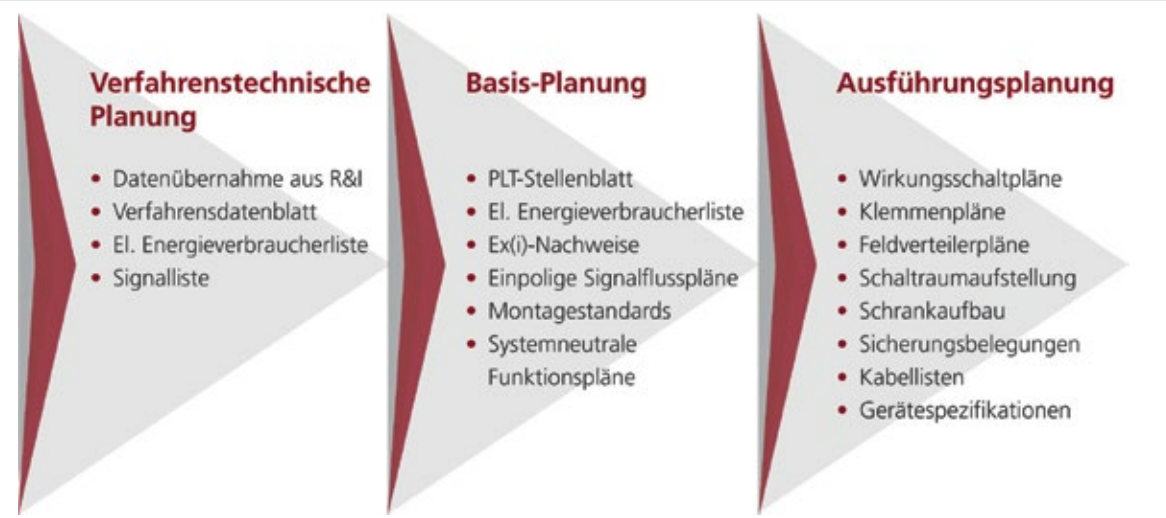 Verfahrenstechnische
Planung
• Datenübernahme aus R&I
• Verfahrensdatenblatt
• El. Energieverbraucherliste
• Signalliste
Basis-Planung
• PLT-Stellenblatt
• El. Energieverbraucherliste
• Ex(i)-Nachweise
• Einpolige Signalflusspläne
• Montagestandards
• Systemneutrale
Funktionspläne
Ausführungsplanung
• Wirkungsschaltpläne
• Klemmenpläne
• Feldverteilerpläne
• Schaltraumaufstellung
• Schrankaufbau
• Sicherungsbelegungen
• Kabellisten
• Gerätespezifikationen